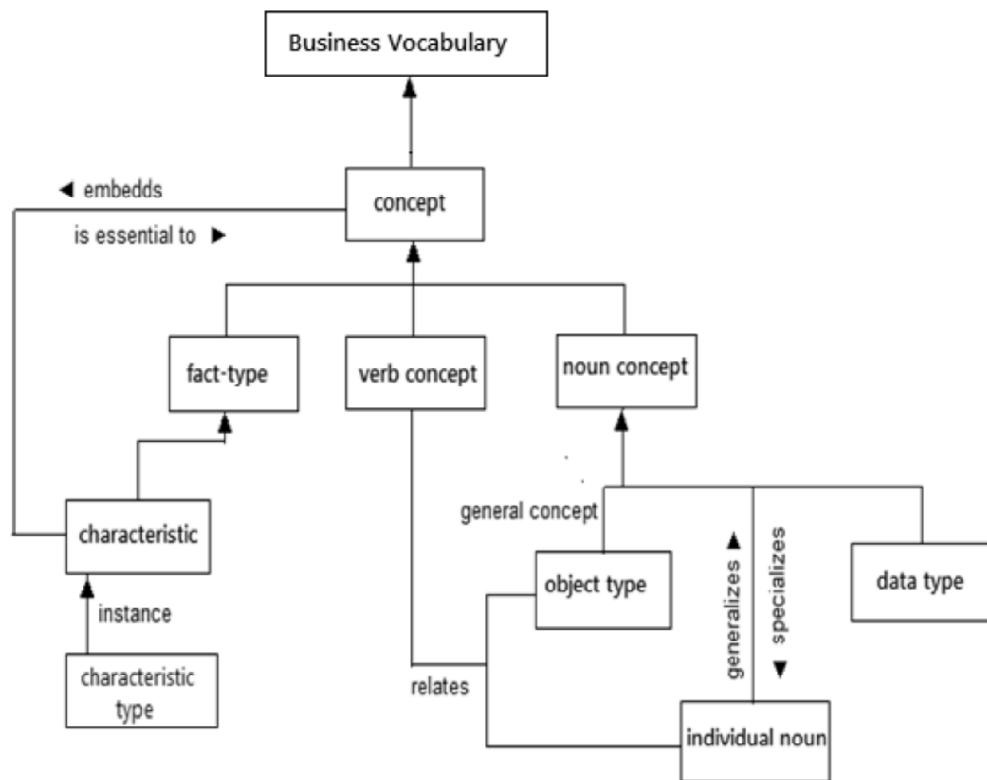 Business Vocabulary
◄ embedds
concept
is essential to ►
fact-type
verb concept
noun concept
general concept
characteristic
object type
generalizes ▲
▼ specializes
data type
instance
characteristic
type
relates
individual noun